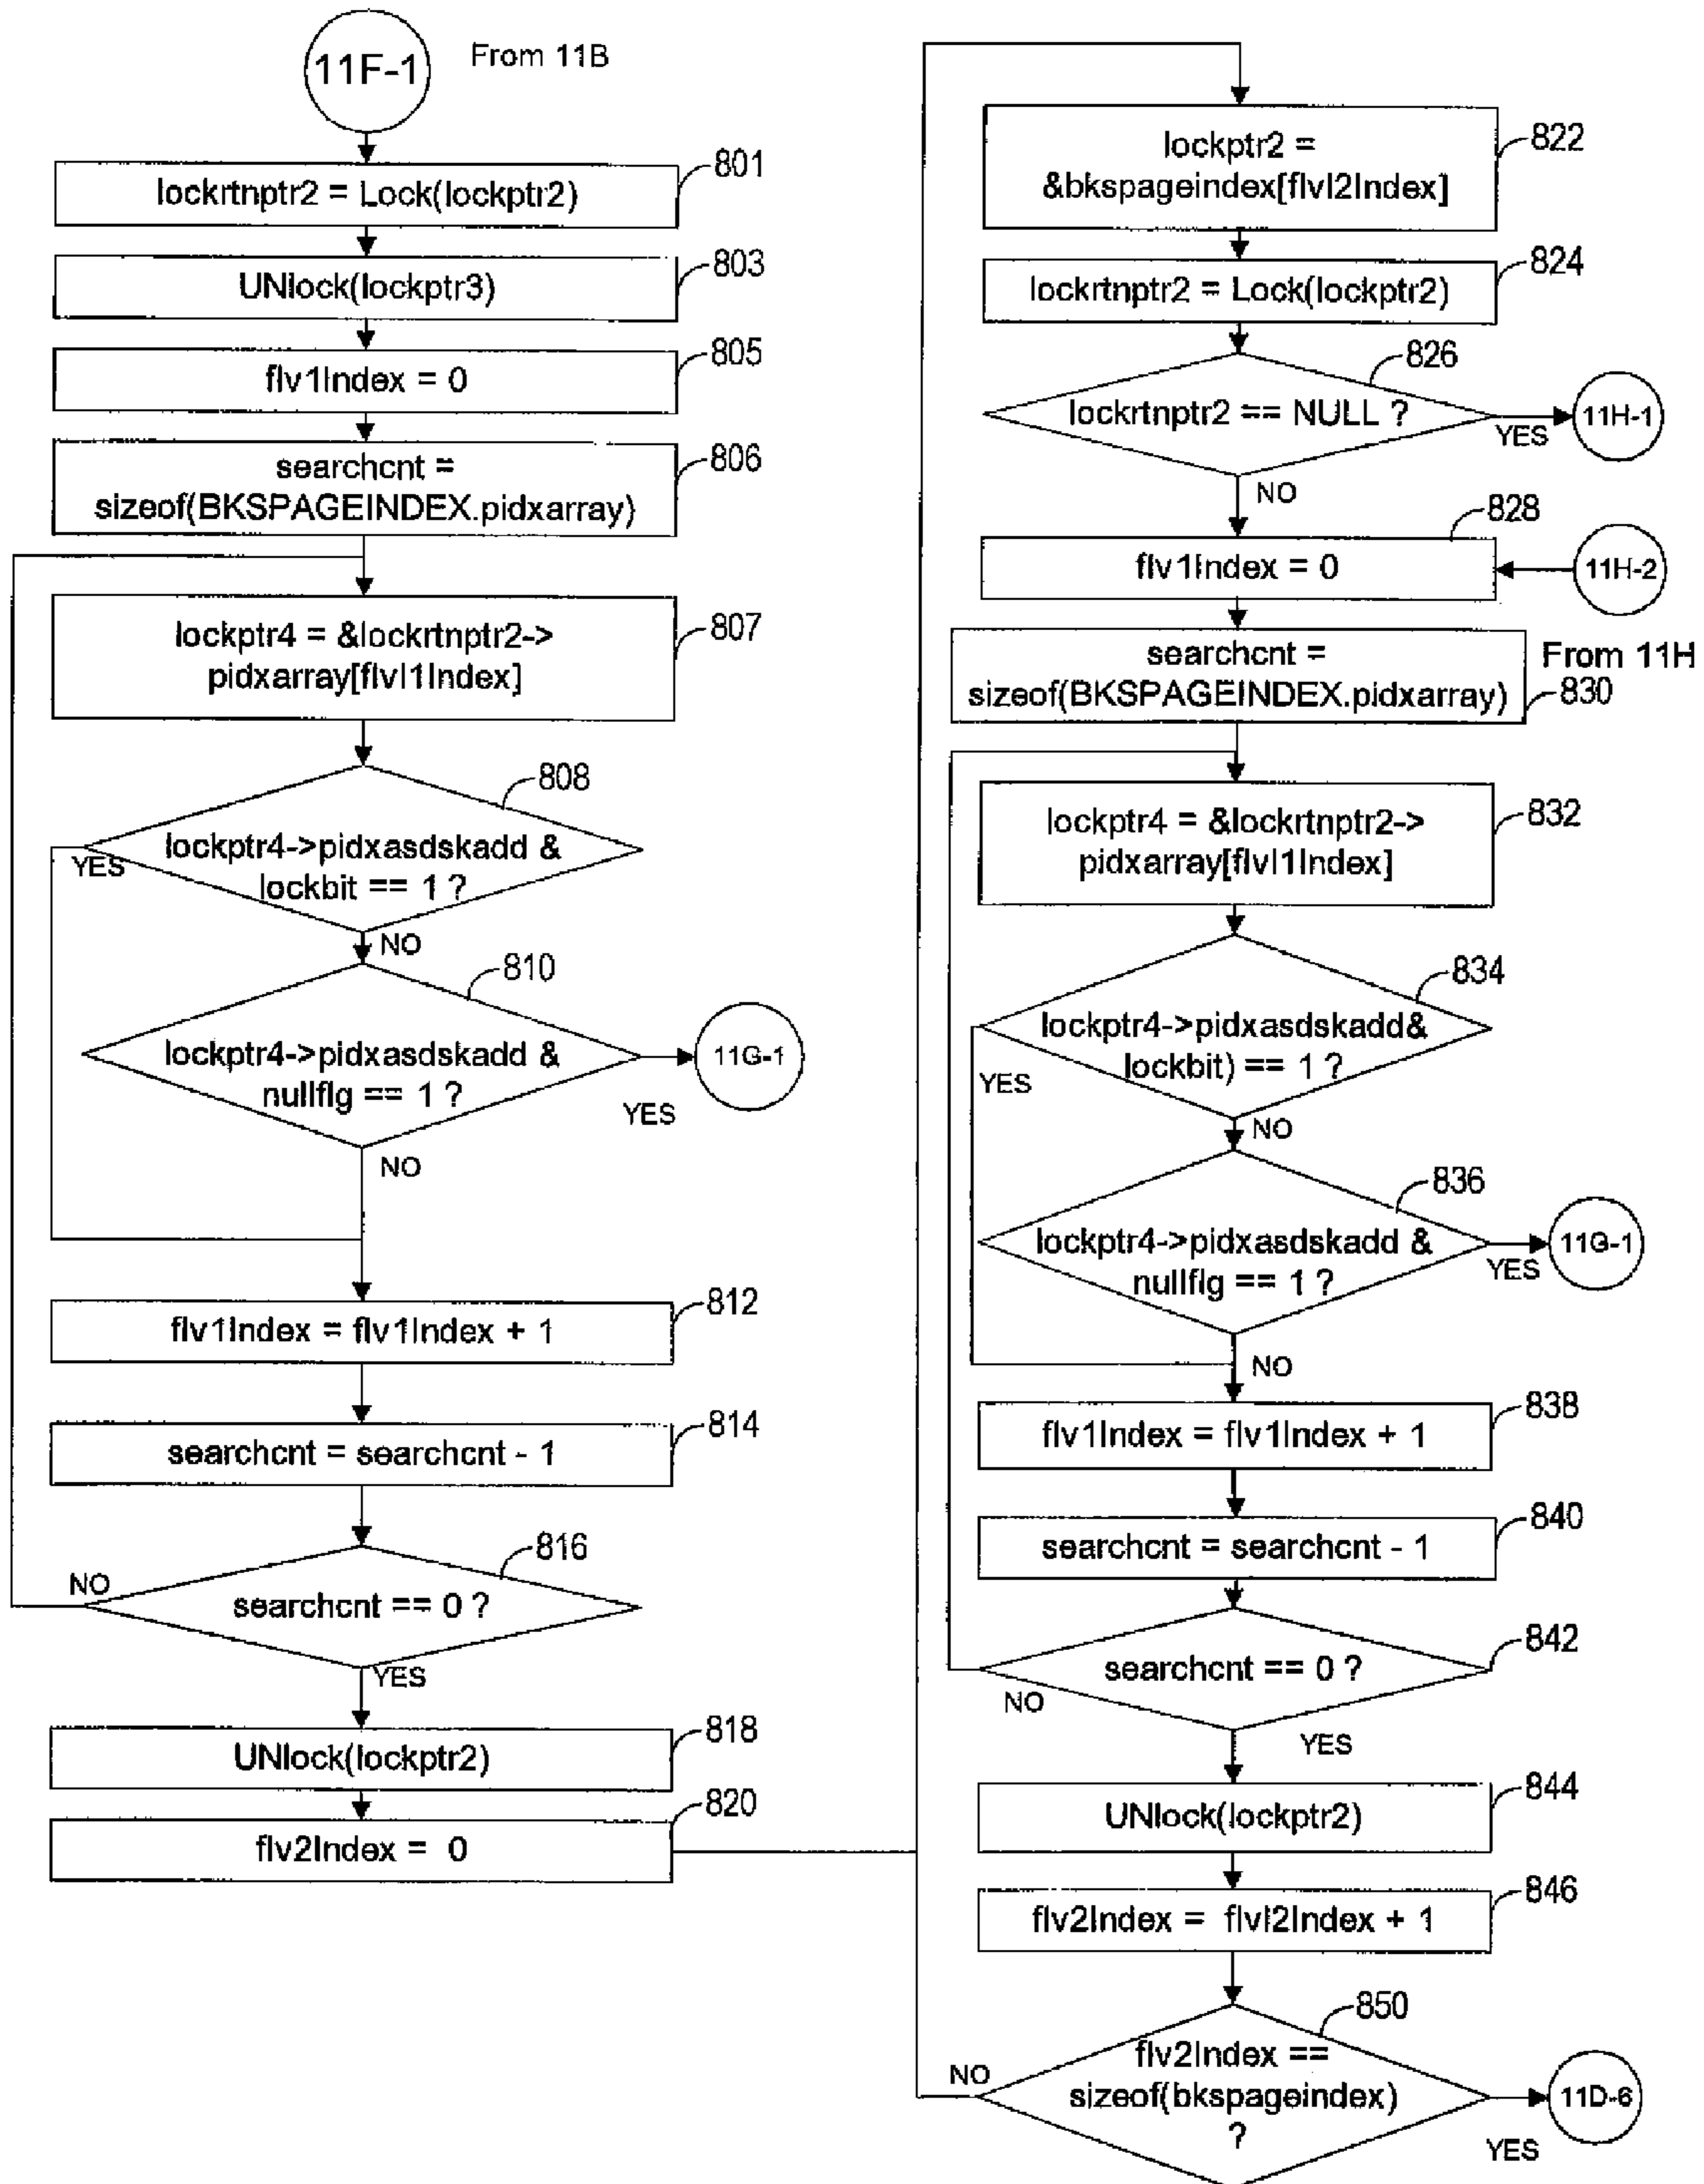 11F-1
From 11B
lockrtnptr2 = Lock(lockptr2)
801
UNlock(lockptr3)
803
flv1Index = 0
805
searchcnt =
sizeof(BKSPAGEINDEX.pidxarray)
806
lockptr4 = &lockrtnptr2->
pidxarray[flvl1Index]
807
808
lockptr4->pidxasdskadd &
lockbit == 1 ?
YES
NO
810
lockptr4->pidxasdskadd &
nullflg == 1 ?
11G-1
YES
NO
flv1Index = flv1Index + 1
812
searchcnt = searchcnt - 1
814
816
searchcnt == 0 ?
NO
YES
UNlock(lockptr2)
818
flv2Index = 0
820
lockptr2 =
&bkspageindex[flvl2Index]
822
lockrtnptr2 = Lock(lockptr2)
824
826
lockrtnptr2 == NULL ?
YES
11H-1
NO
828
flv1Index = 0
11H-2
From 11H
searchcnt =
sizeof(BKSPAGEINDEX.pidxarray)
830
lockptr4 = &lockrtnptr2->
pidxarray[flvl1Index]
832
834
lockptr4->pidxasdskadd&
lockbit) == 1 ?
YES
NO
836
lockptr4->pidxasdskadd &
nullflg == 1 ?
YES
11G-1
NO
flv1Index = flv1Index + 1
838
searchcnt = searchcnt - 1
840
searchcnt == 0 ?
842
NO
YES
UNlock(lockptr2)
844
flv2Index = flvl2Index + 1
846
850
flv2Index ==
sizeof(bkspageindex)
?
NO
YES
11D-6